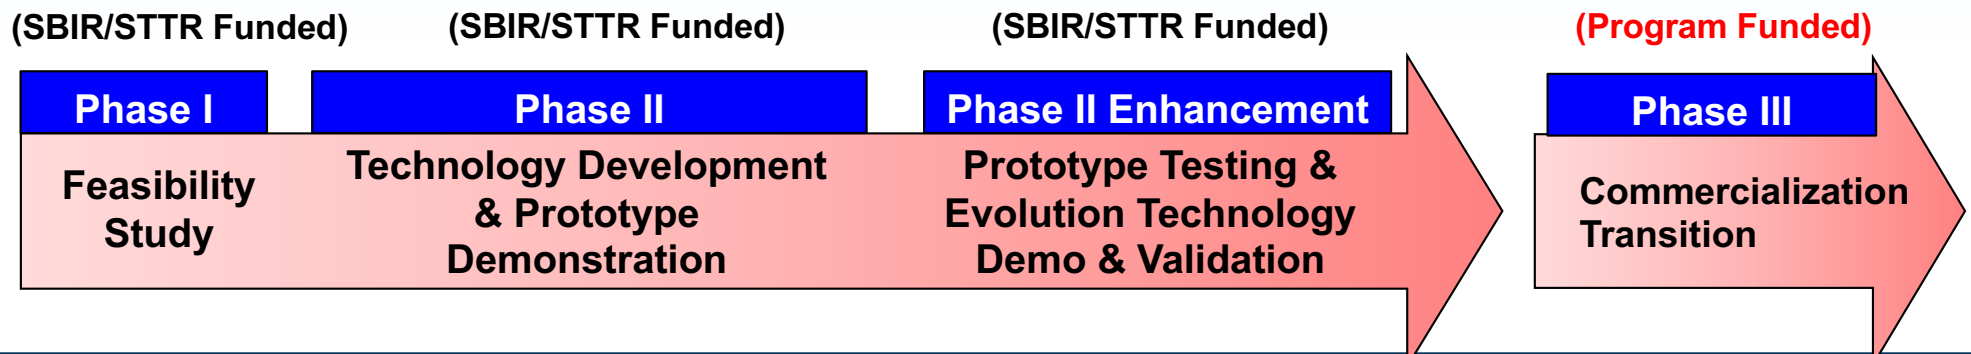 (SBIR/STTR Funded)
(SBIR/STTR Funded)
(SBIR/STTR Funded)
(Program Funded)
Phase I
Phase II
Phase II Enhancement
Phase III
Feasibility
Study
Technology Development
& Prototype
Demonstration
Prototype Testing &
Evolution Technology
Demo & Validation
Commercialization
Transition